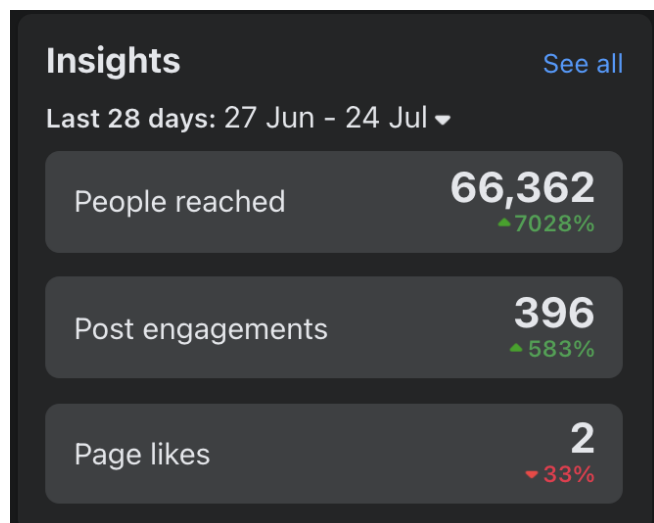 Insights
See all
Last 28 days: 27 Jun - 24 Jul
People reached
66,362
7028%
Post engagements
396
583%
Page likes
2
33%